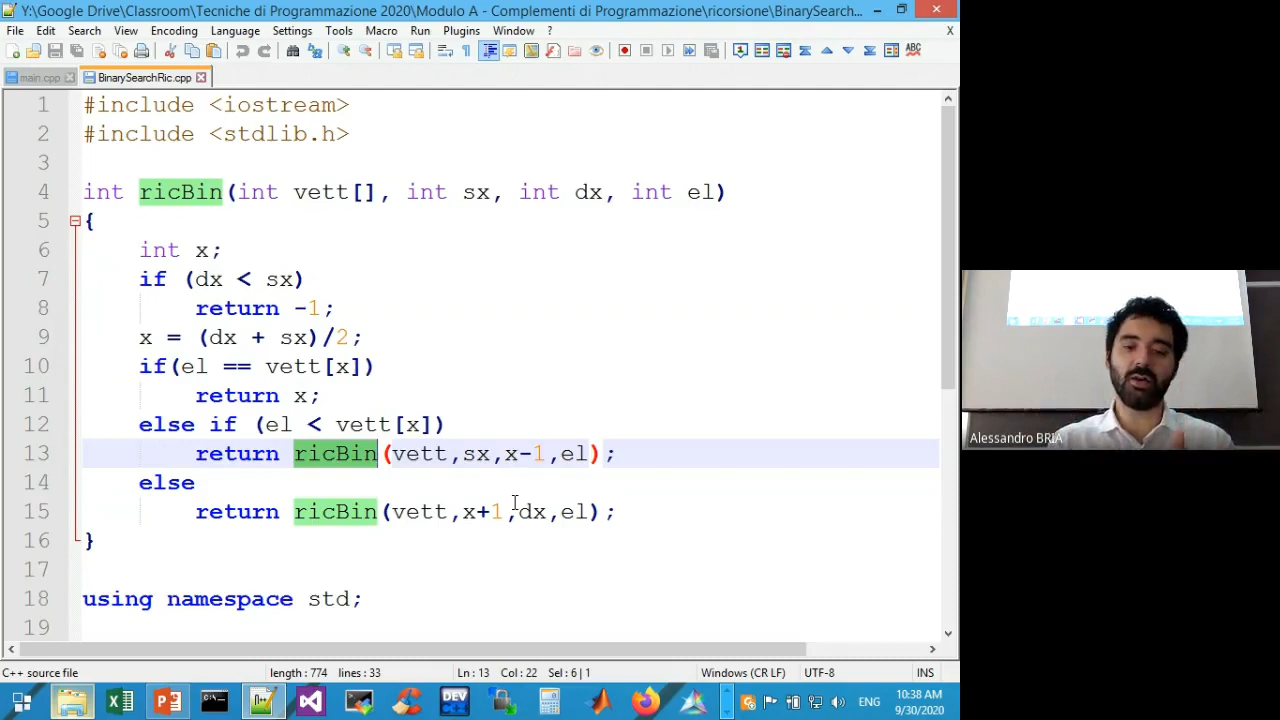 Y:\Google Drive\Classroom\Tecniche di Programmazione 2020\Modulo A - Complementi di Programmazione\ricorsione\BinarySearch...
File Edit Search View Encoding Language Settings Tools Macro Run Plugins Window ? X
main.cpp BinarySearchRic.cpp
1 #include <iostream>
2 #include <stdlib.h>
3
4 int ricBin(int vett[], int sx, int dx, int el)
5 {
6 int x;
7 if (dx < sx)
8 return -1;
9 x = (dx + sx)/2;
10 if(el == vett[x])
11 return x;
12 else if (el < vett[x])
13 return ricBin(vett,sx,x-1,el);
14 else
15 return ricBin(vett,x+1,dx,el);
16 }
17
18 using namespace std;
19
Alessandro BRIA
C++ source file length : 774 lines : 33 Ln : 13 Col : 22 Sel : 6 | 1 Windows (CR LF) UTF-8 INS
DEV
ENG
10:38 AM
9/30/2020